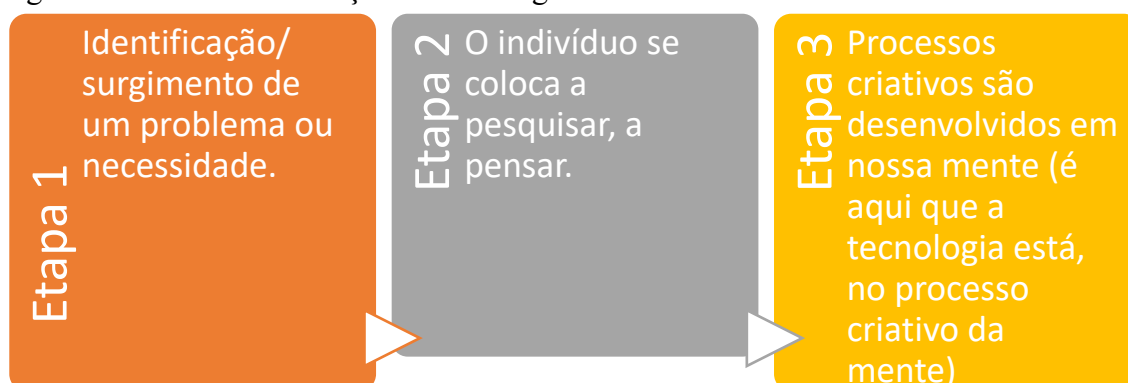 Etapa 1
Identificação/
surgimento de
um problema ou
necessidade.
Etapa 2
O indivíduo se
coloca a
pesquisar, a
pensar.
Etapa 3
Processos
criativos são
desenvolvidos em
nossa mente (é
aqui que a
tecnologia está,
no processo
criativo da
mente)